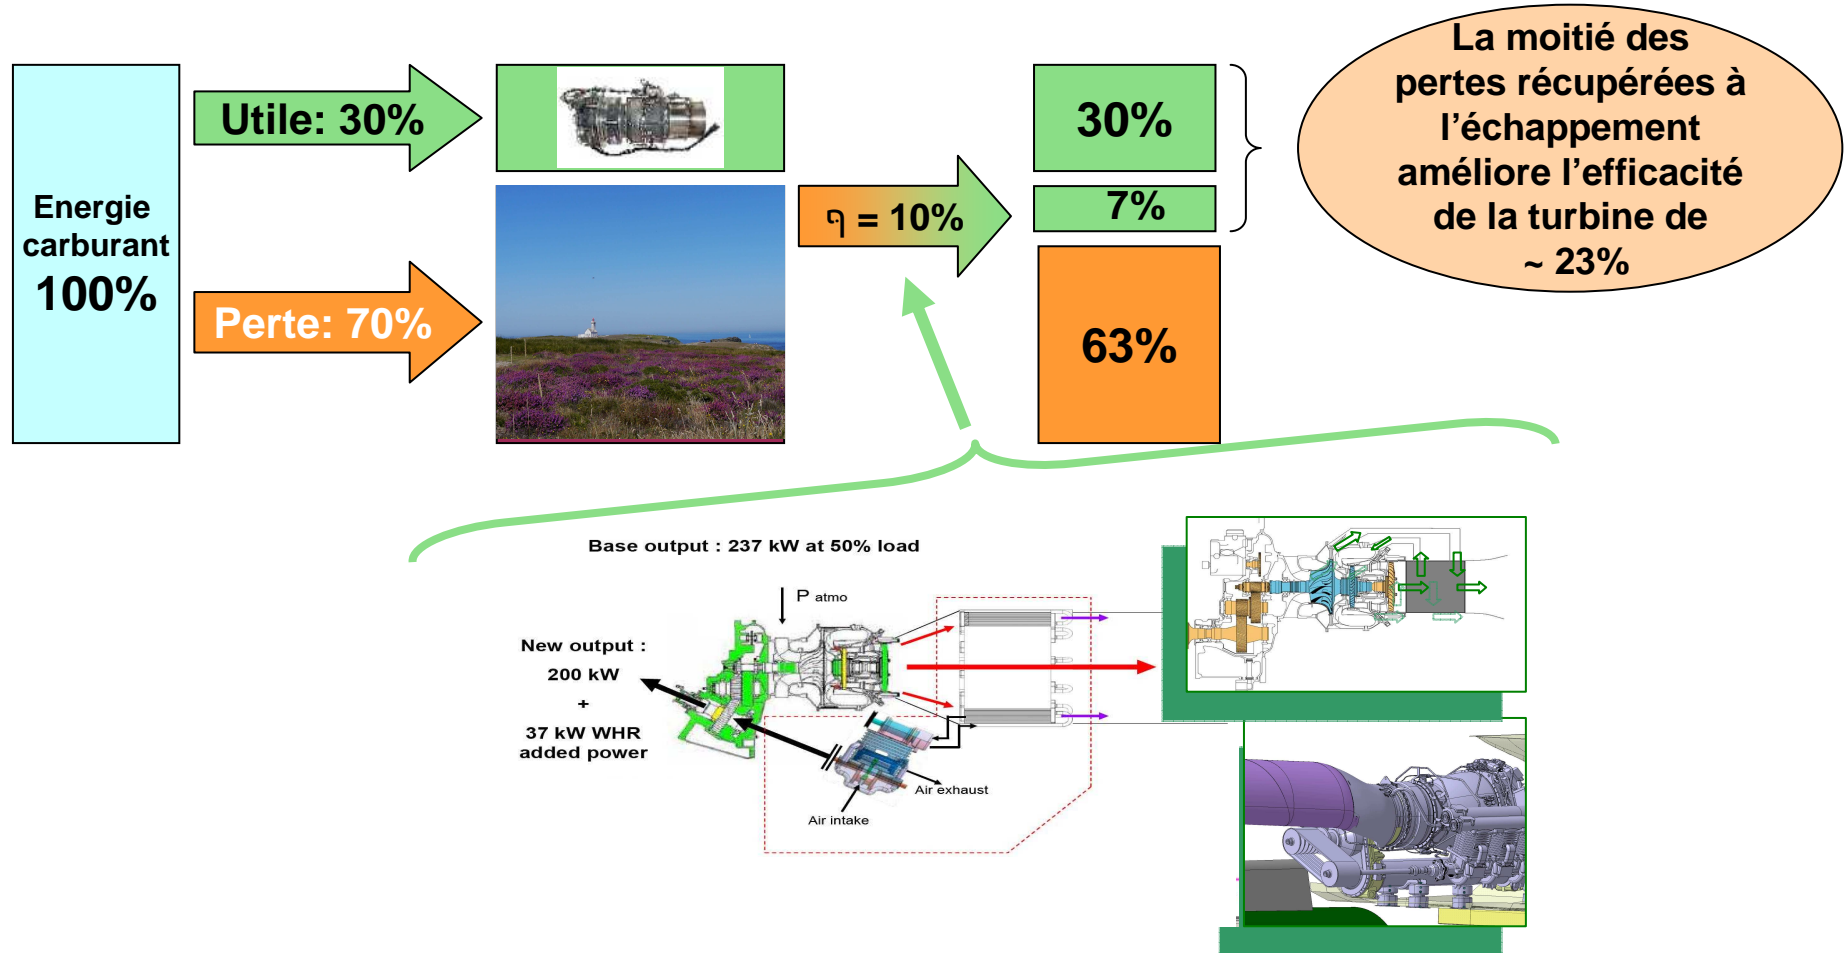 Energie
carburant
100%
Utile: 30%
Perte: 70%
ף = 10%
30%
7%
63%
La moitié des
pertes récupérées à
l’échappement
améliore l’efficacité
de la turbine de
~ 23%
Base output : 237 kW at 50% load
P atmo
New output :
200 kW
+
37 kW WHR
added power
Air exhaust
Air intake